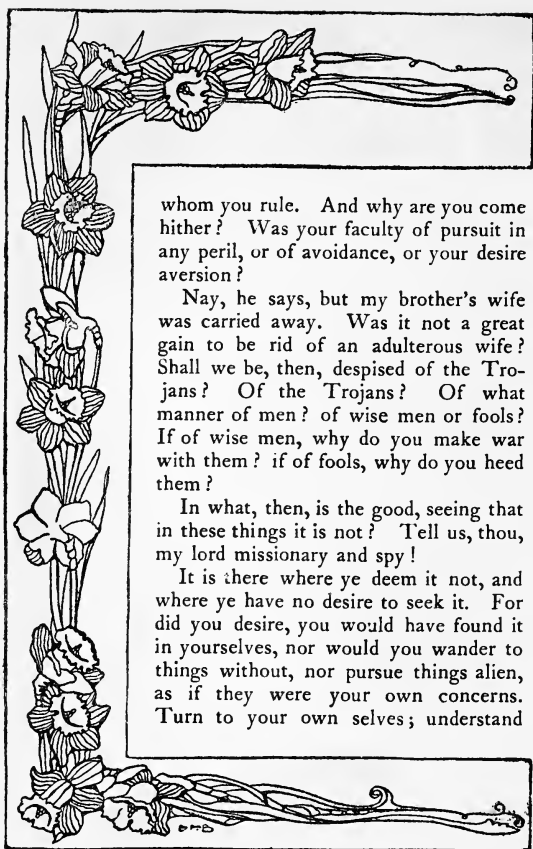 whom you rule. And why are you come
hither? Was your faculty of pursuit in
any peril, or of avoidance, or your desire
aversion?
Nay, he says, but my brother's wife
was carried away. Was it not a great
gain to be rid of an adulterous wife?
Shall we be, then, despised of the Tro-
jans? Of the Trojans? Of what
manner of men? of wise men or fools?
If of wise men, why do you make war
with them? if of fools, why do you heed
them?
In what, then, is the good, seeing that
in these things it is not? Tell us, thou,
my lord missionary and spy!
It is there where ye deem it not, and
where ye have no desire to seek it. For
did you desire, you would have found it
in yourselves, nor would you wander to
things without, nor pursue things alien,
as if they were your own concerns.
Turn to your own selves; understand